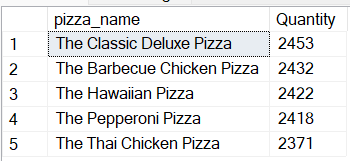 pizza_name Quantity
1 The Classic Deluxe Pizza 2453
2 The Barbecue Chicken Pizza 2432
3 The Hawaiian Pizza 2422
4 The Pepperoni Pizza 2418
5 The Thai Chicken Pizza 2371